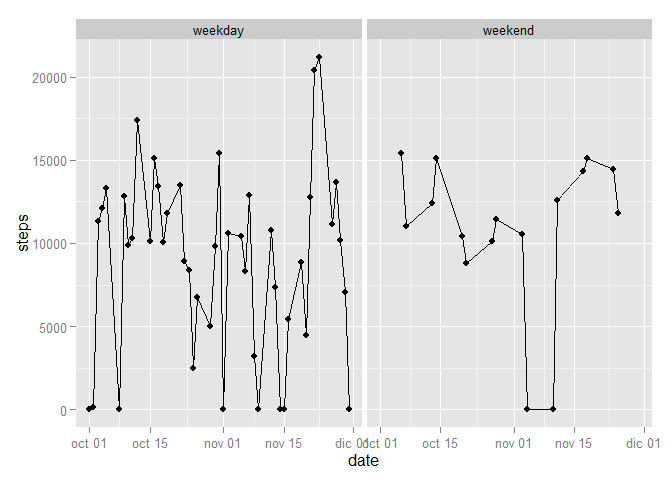 weekday
weekend
steps
20000
15000
10000
5000
0
oct 01
oct 15
nov 01
nov 15
dic 01
oct 01
oct 15
nov 01
nov 15
dic 01
date